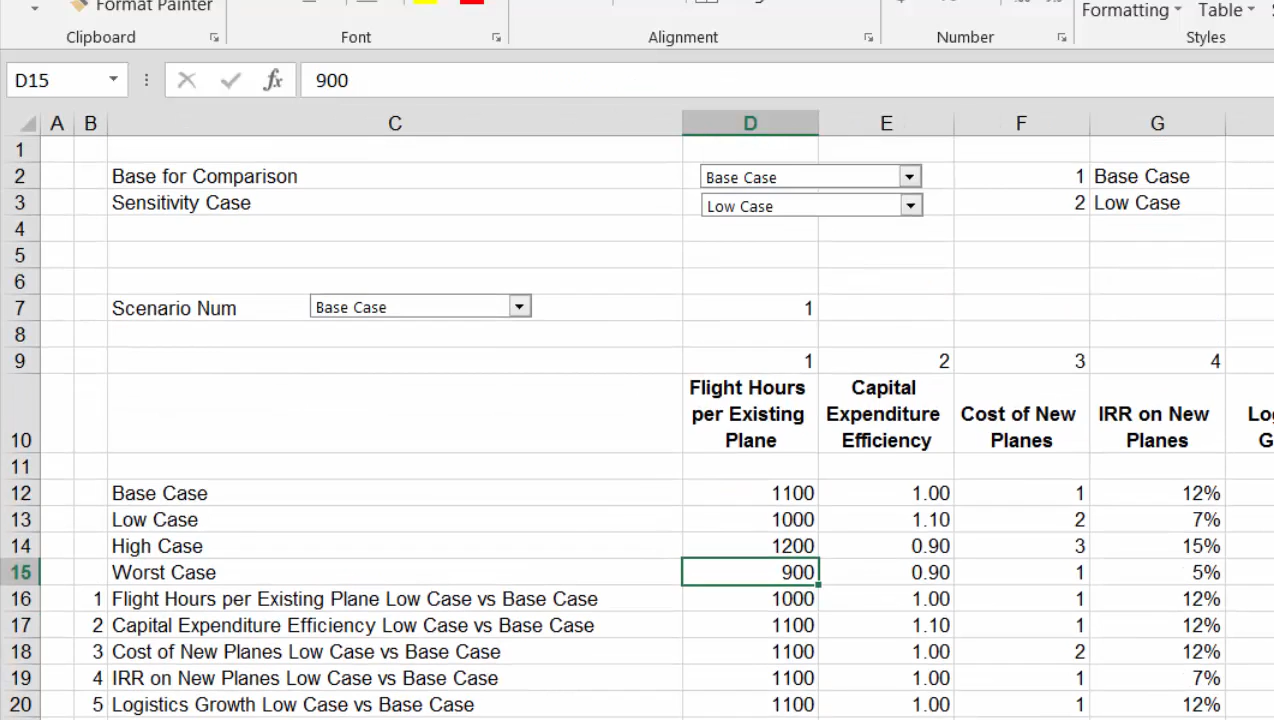 Format Painter
Formatting Table
Clipboard Font Alignment Number Styles
D15 fx 900
A B C D E F G
1
2 Base for Comparison Base Case 1 Base Case
3 Sensitivity Case Low Case 2 Low Case
4
5
6
7 Scenario Num Base Case 1
8
9 1 2 3 4
Flight Hours Capital
per Existing Expenditure Cost of New IRR on New
10 Plane Efficiency Planes Planes
11
12 Base Case 1100 1.00 1 12%
13 Low Case 1000 1.10 2 7%
14 High Case 1200 0.90 3 15%
15 Worst Case 900 0.90 1 5%
16 1 Flight Hours per Existing Plane Low Case vs Base Case 1000 1.00 1 12%
17 2 Capital Expenditure Efficiency Low Case vs Base Case 1100 1.10 1 12%
18 3 Cost of New Planes Low Case vs Base Case 1100 1.00 2 12%
19 4 IRR on New Planes Low Case vs Base Case 1100 1.00 1 7%
20 5 Logistics Growth Low Case vs Base Case 1100 1.00 1 12%